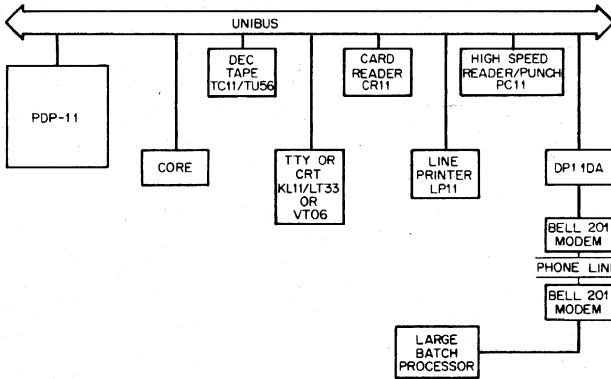 UNIBUS
PDP-11
CORE
DEC
TAPE
TC11/TU56
TTY OR
CRT
KL11/LT33
OR
VT06
CARD
READER
CR11
LINE
PRINTER
LP11
HIGH SPEED
READER/PUNCH
PC11
DP11DA
BELL 201
MODEM
PHONE LINE
BELL 201
MODEM
LARGE
BATCH
PROCESSOR